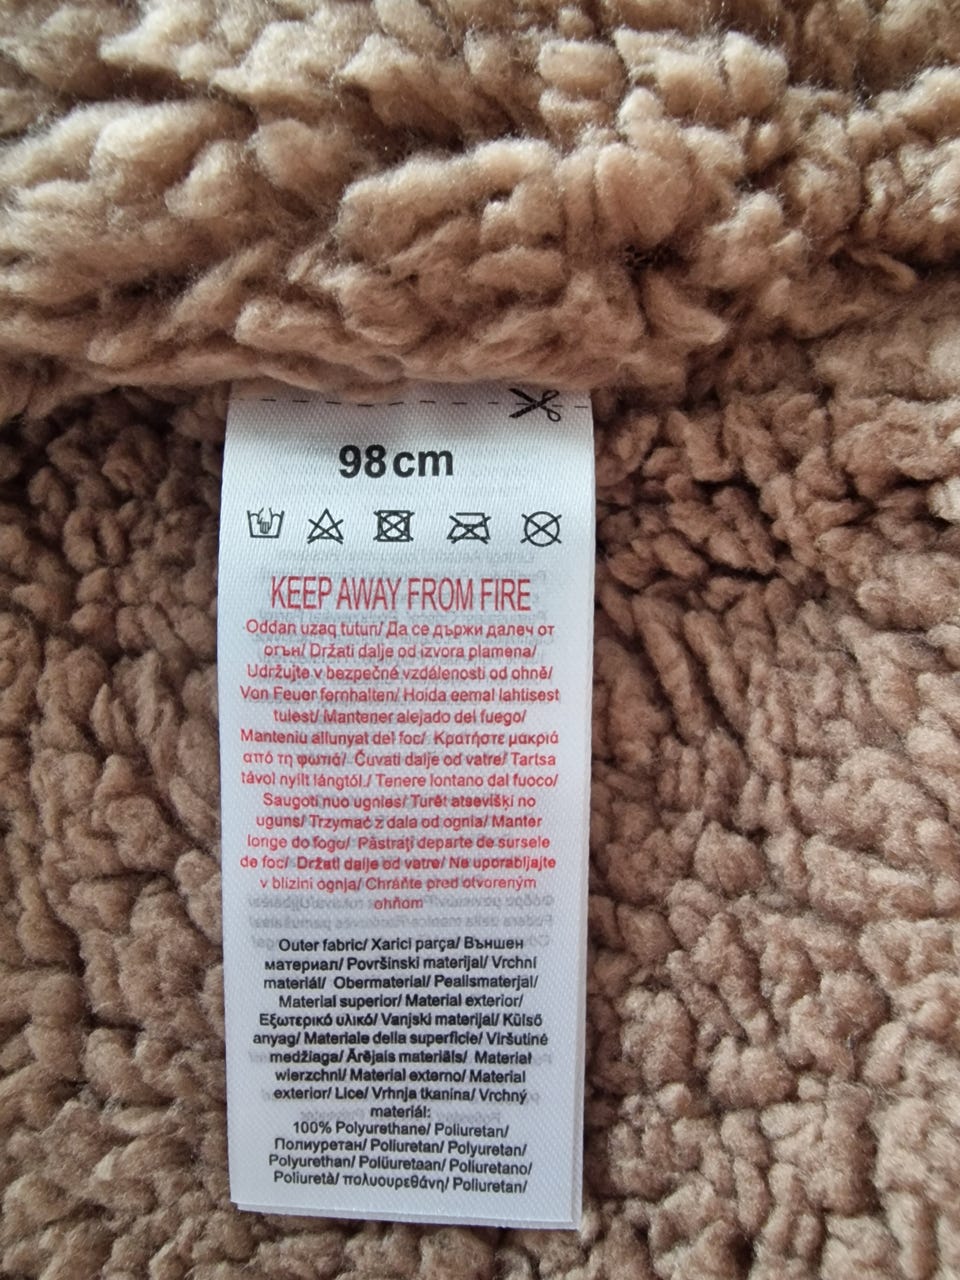 98 cm
KEEP AWAY FROM FIRE
Oddan uzaq tutun/ Да се държи далеч от
огън/ Držati dalje od izvora plamena/
Udržujte v bezpečné vzdálenosti od ohně/
Von Feuer fernhalten/ Hoida eemal lahtisest
tulest/ Mantener alejado del fuego/
Manteniu allunyat del foc/ Κρατήστε μακριά
από τη φωτιά/ Čuvati dalje od vatre/ Tartsa
távol nyílt lángtól./ Tenere lontano dal fuoco/
Saugoti nuo ugnies/ Turēt atsevišķi no
uguns/ Trzymać z dala od ognia/ Manter
longe do fogo/ Păstrați departe de sursele
de foc/ Držati dalje od vatre/ Ne uporabljajte
v bližini ognja/ Chráňte pred otvoreným
ohňom
Outer fabric/ Xarici parça/ Външен
материал/ Površinski materijal/ Vrchní
materiál/ Obermaterial/ Pealismaterjal/
Material superior/ Material exterior/
Εξωτερικό υλικό/ Vanjski materijal/ Külső
anyag/ Materiale della superficie/ Viršutinė
medžiaga/ Ārējais materiāls/ Materiał
wierzchni/ Material externo/ Material
exterior/ Lice/ Vrhnja tkanina/ Vrchný
materiál:
100% Polyurethane/ Poliuretan/
Полиуретан/ Poliuretan/ Polyuretan/
Polyurethan/ Polüuretaan/ Poliuretano/
Poliuretà/ πολυουρεθάνη/ Poliuretan/